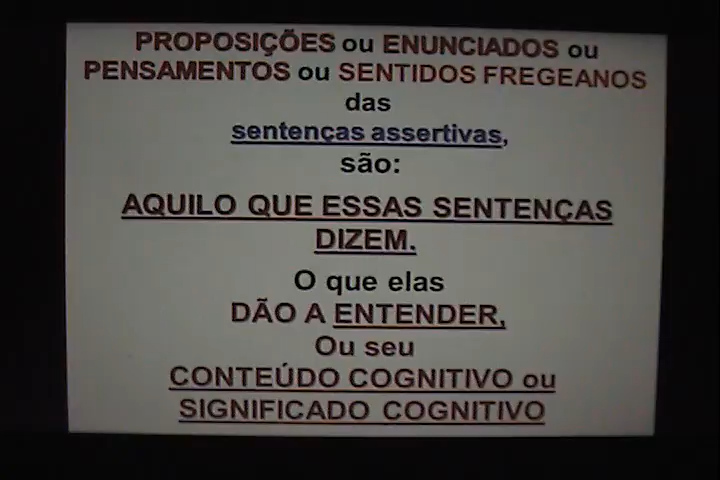 PROPOSIÇÕES ou ENUNCIADOS ou
PENSAMENTOS ou SENTIDOS FREGEANOS
das
sentenças assertivas,
são:
AQUILO QUE ESSAS SENTENÇAS
DIZEM.
O que elas
DÃO A ENTENDER,
Ou seu
CONTEÚDO COGNITIVO ou
SIGNIFICADO COGNITIVO